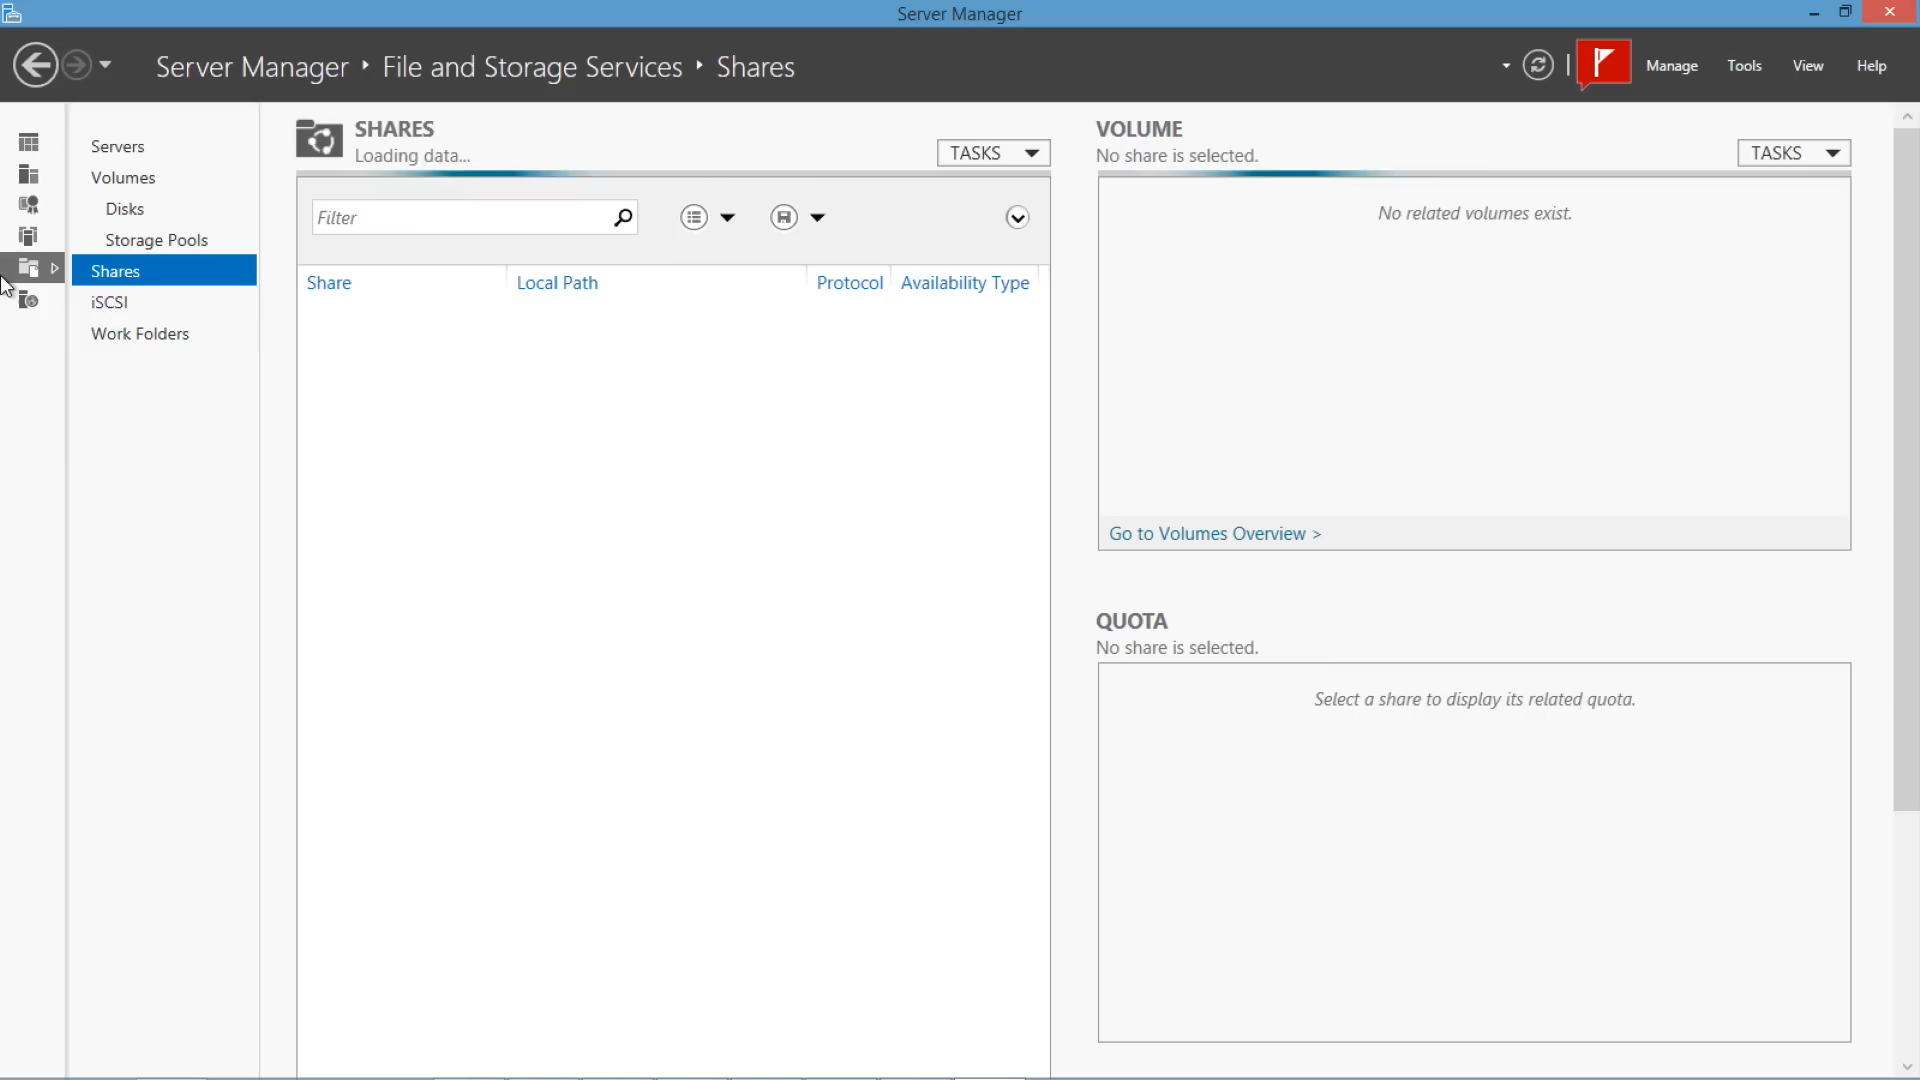 Server Manager
Server Manager ‣ File and Storage Services ‣ Shares
Manage Tools View Help
Servers
Volumes
Disks
Storage Pools
Shares
iSCSI
Work Folders
SHARES
Loading data...
TASKS
Filter
Share Local Path Protocol Availability Type
VOLUME
No share is selected.
TASKS
No related volumes exist.
Go to Volumes Overview >
QUOTA
No share is selected.
Select a share to display its related quota.